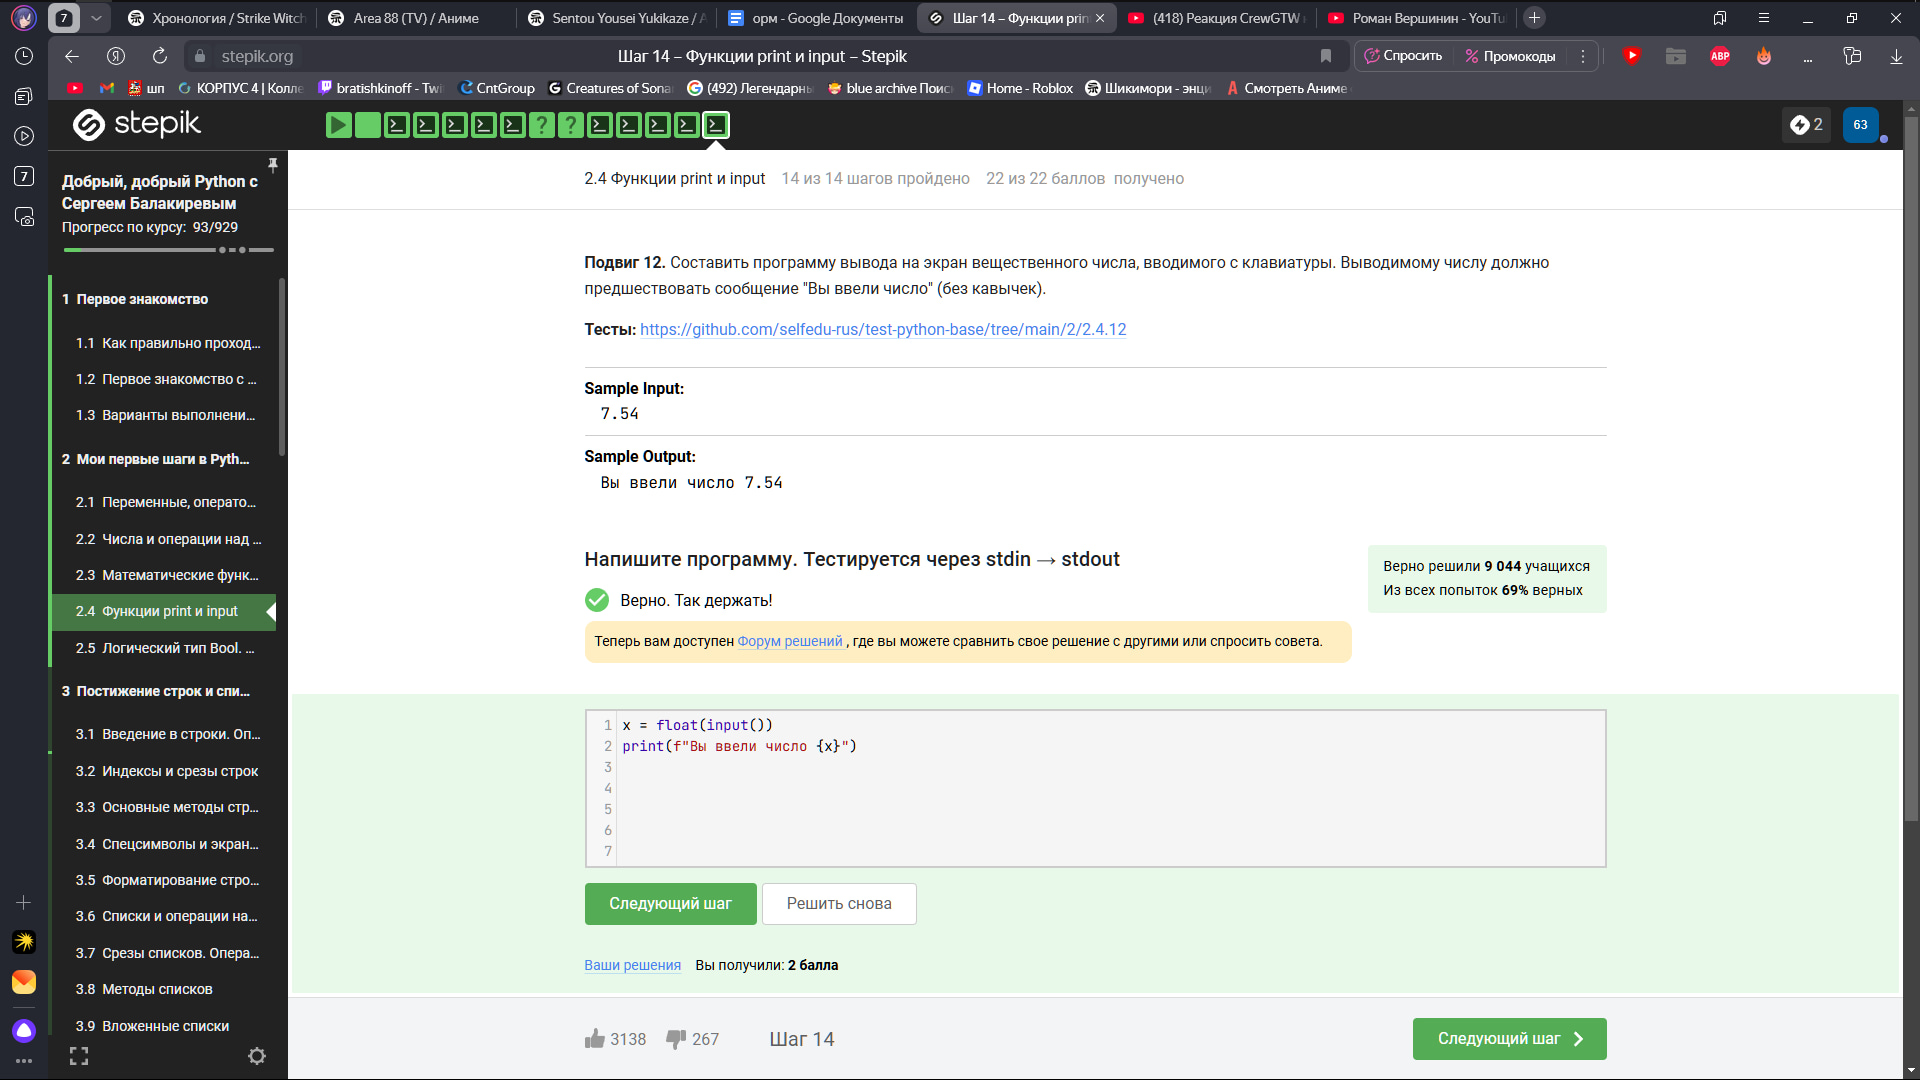 7
Хронология / Strike Witch
Area 88 (TV) / Аниме
Sentou Yousei Yukikaze / А
орм - Google Документы
Шаг 14 – Функции prin
(418) Реакция CrewGTW
Роман Вершинин - YouTu
stepik.org
Шаг 14 – Функции print и input – Stepik
Спросить
Промокоды
ABP
шп
КОРПУС 4 | Колле
bratishkinoff - Twi
CntGroup
Creatures of Sona
(492) Легендарны
blue archive Поис
Home - Roblox
Шикимори - энци
Смотреть Аниме
7
stepik
2
63
Добрый, добрый Python с
Сергеем Балакиревым
Прогресс по курсу: 93/929
1 Первое знакомство
1.1 Как правильно проход...
1.2 Первое знакомство с ...
1.3 Варианты выполнени...
2 Мои первые шаги в Pyth...
2.1 Переменные, операто...
2.2 Числа и операции над ...
2.3 Математические функ...
2.4 Функции print и input
2.5 Логический тип Bool. ...
3 Постижение строк и спи...
3.1 Введение в строки. Оп...
3.2 Индексы и срезы строк
3.3 Основные методы стр...
3.4 Спецсимволы и экран...
3.5 Форматирование стро...
3.6 Списки и операции на...
3.7 Срезы списков. Опера...
3.8 Методы списков
3.9 Вложенные списки
2.4 Функции print и input 14 из 14 шагов пройдено 22 из 22 баллов получено
Подвиг 12. Составить программу вывода на экран вещественного числа, вводимого с клавиатуры. Выводимому числу должно
предшествовать сообщение "Вы ввели число" (без кавычек).
Тесты: https://github.com/selfedu-rus/test-python-base/tree/main/2/2.4.12
Sample Input:
7.54
Sample Output:
Вы ввели число 7.54
Напишите программу. Тестируется через stdin → stdout
Верно решили 9 044 учащихся
Из всех попыток 69% верных
Верно. Так держать!
Теперь вам доступен Форум решений , где вы можете сравнить свое решение с другими или спросить совета.
1 x = float(input())
2 print(f"Вы ввели число {x}")
3
4
5
6
7
Следующий шаг
Решить снова
Ваши решения Вы получили: 2 балла
3138
267
Шаг 14
Следующий шаг